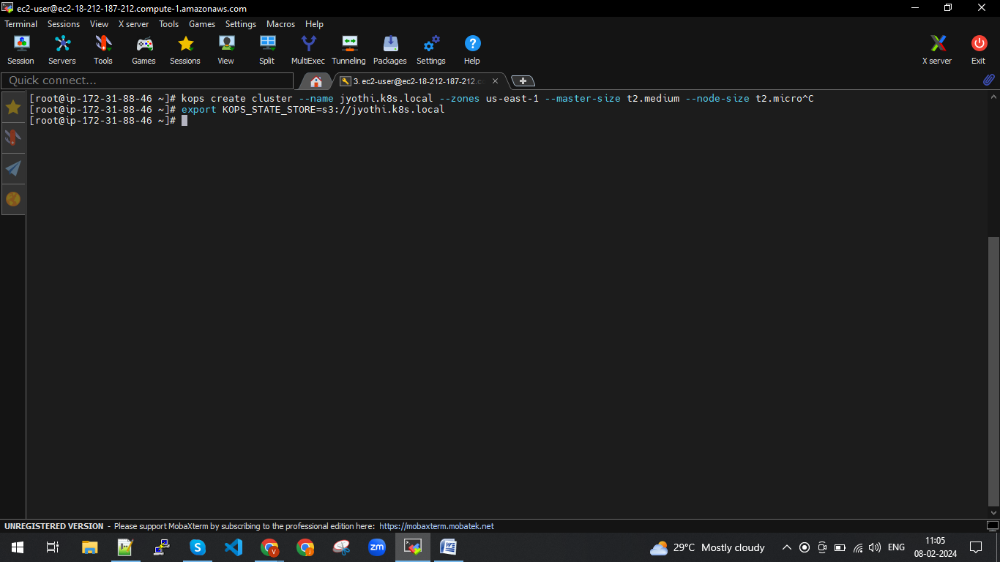 ec2-user@ec2-18-212-187-212.compute-1.amazonaws.com
Terminal Sessions View X server Tools Games Settings Macros Help
Session Servers Tools Games Sessions View Split MultiExec Tunneling Packages Settings Help X server Exit
Quick connect...
3. ec2-user@ec2-18-212-187-212.c
[root@ip-172-31-88-46 ~]# kops create cluster --name jyothi.k8s.local --zones us-east-1 --master-size t2.medium --node-size t2.micro^C
[root@ip-172-31-88-46 ~]# export KOPS_STATE_STORE=s3://jyothi.k8s.local
[root@ip-172-31-88-46 ~]#
UNREGISTERED VERSION - Please support MobaXterm by subscribing to the professional edition here: https://mobaxterm.mobatek.net
29°C Mostly cloudy
ENG
11:05
08-02-2024